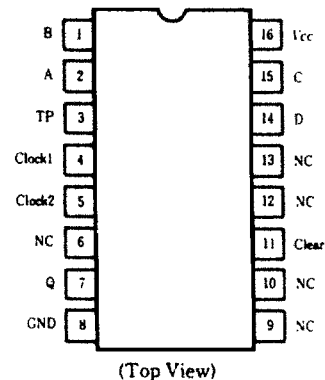 B 1 16 Vcc
A 2 15 C
TP 3 14 D
Clock1 4 13 NC
Clock2 5 12 NC
NC 6 11 Clear
Q 7 10 NC
GND 8 9 NC
(Top View)